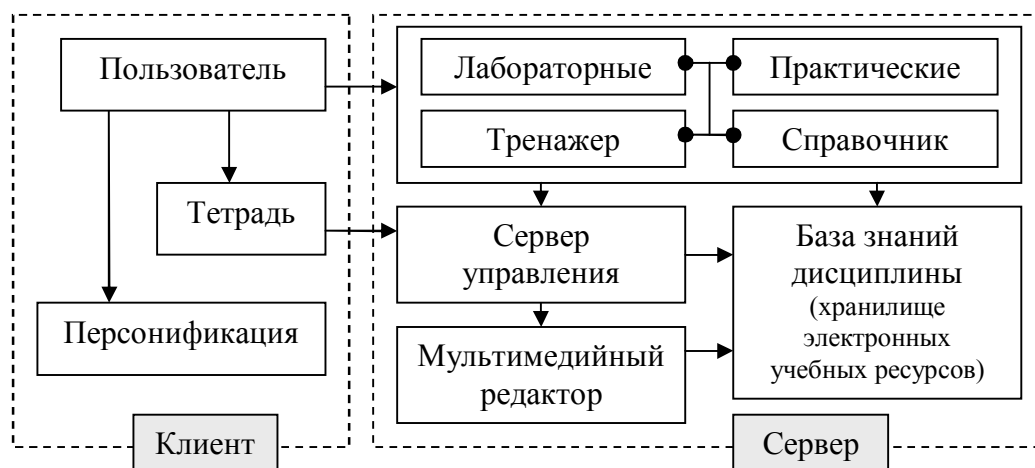 Пользователь
Тетрадь
Персонификация
Клиент
Лабораторные
Практические
Тренажер
Справочник
Сервер
управления
База знаний
дисциплины
(хранилище
электронных
учебных ресурсов)
Мультимедийный
редактор
Сервер